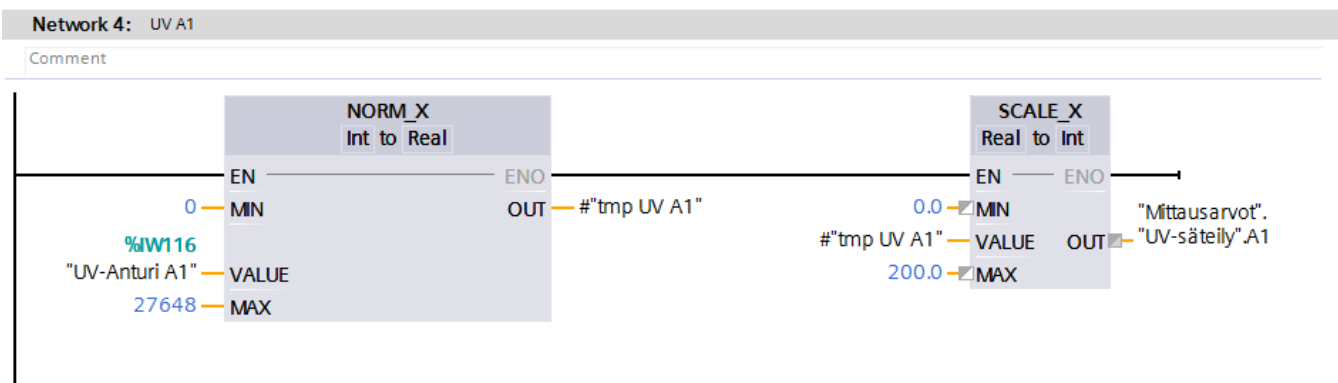 Network 4: UV A1
Comment
NORM_X
Int to Real
EN
ENO
0
MIN
OUT
#"tmp UV A1"
%IW116
"UV-Anturi A1"
VALUE
27648
MAX
SCALE_X
Real to Int
EN
ENO
0.0
MIN
#"tmp UV A1"
VALUE
OUT
"Mittausarvot".
"UV-säteily".A1
200.0
MAX